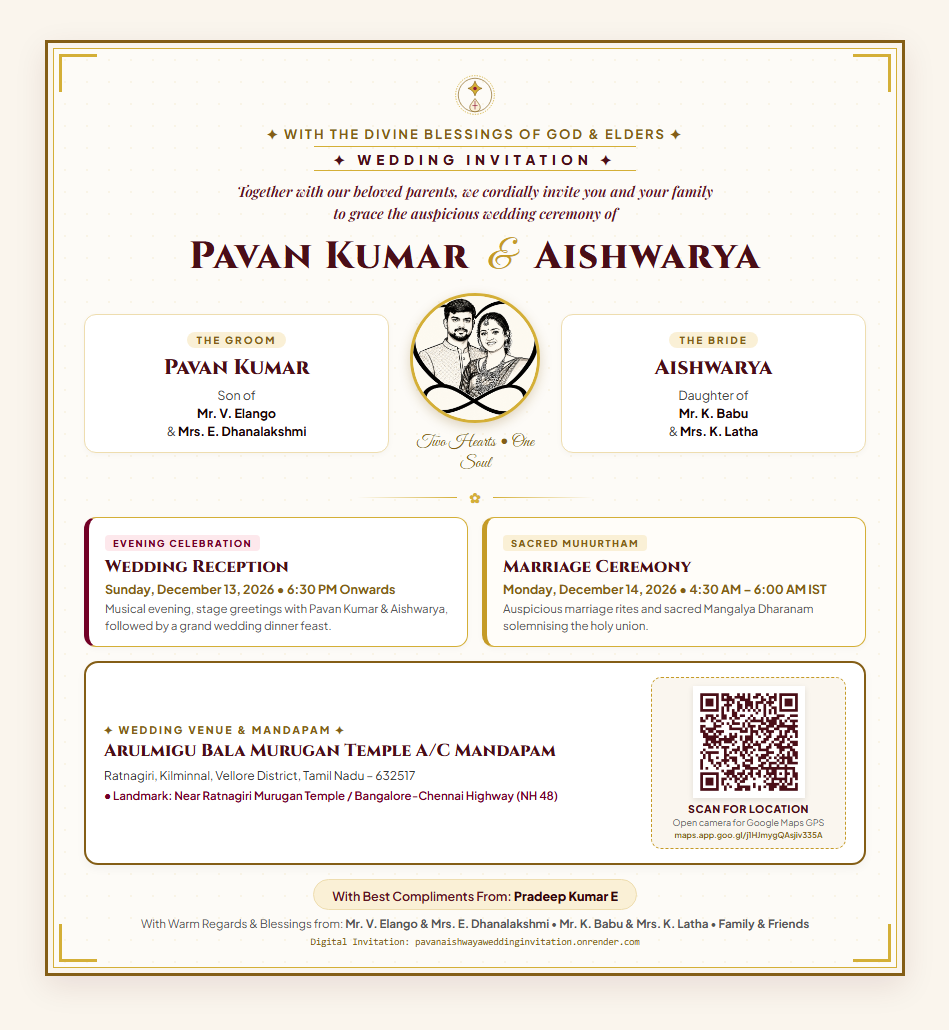 ✦ WITH THE DIVINE BLESSINGS OF GOD & ELDERS ✦
✦ WEDDING INVITATION ✦
Together with our beloved parents, we cordially invite you and your family
to grace the auspicious wedding ceremony of
PAVAN KUMAR & AISHWARYA
THE GROOM
PAVAN KUMAR
Son of
Mr. V. Elango
& Mrs. E. Dhanalakshmi
Two Hearts • One
Soul
THE BRIDE
AISHWARYA
Daughter of
Mr. K. Babu
& Mrs. K. Latha
EVENING CELEBRATION
WEDDING RECEPTION
Sunday, December 13, 2026 • 6:30 PM Onwards
Musical evening, stage greetings with Pavan Kumar & Aishwarya,
followed by a grand wedding dinner feast.
SACRED MUHURTHAM
MARRIAGE CEREMONY
Monday, December 14, 2026 • 4:30 AM – 6:00 AM IST
Auspicious marriage rites and sacred Mangalya Dharanam
solemnising the holy union.
✦ WEDDING VENUE & MANDAPAM ✦
ARULMIGU BALA MURUGAN TEMPLE A/C MANDAPAM
Ratnagiri, Kilminnal, Vellore District, Tamil Nadu – 632517
• Landmark: Near Ratnagiri Murugan Temple / Bangalore-Chennai Highway (NH 48)
SCAN FOR LOCATION
Open camera for Google Maps GPS
maps.app.goo.gl/j1HJmygQAsjiv335A
With Best Compliments From: Pradeep Kumar E
With Warm Regards & Blessings from: Mr. V. Elango & Mrs. E. Dhanalakshmi • Mr. K. Babu & Mrs. K. Latha • Family & Friends
Digital Invitation: pavanaishwayaweddinginvitation.onrender.com